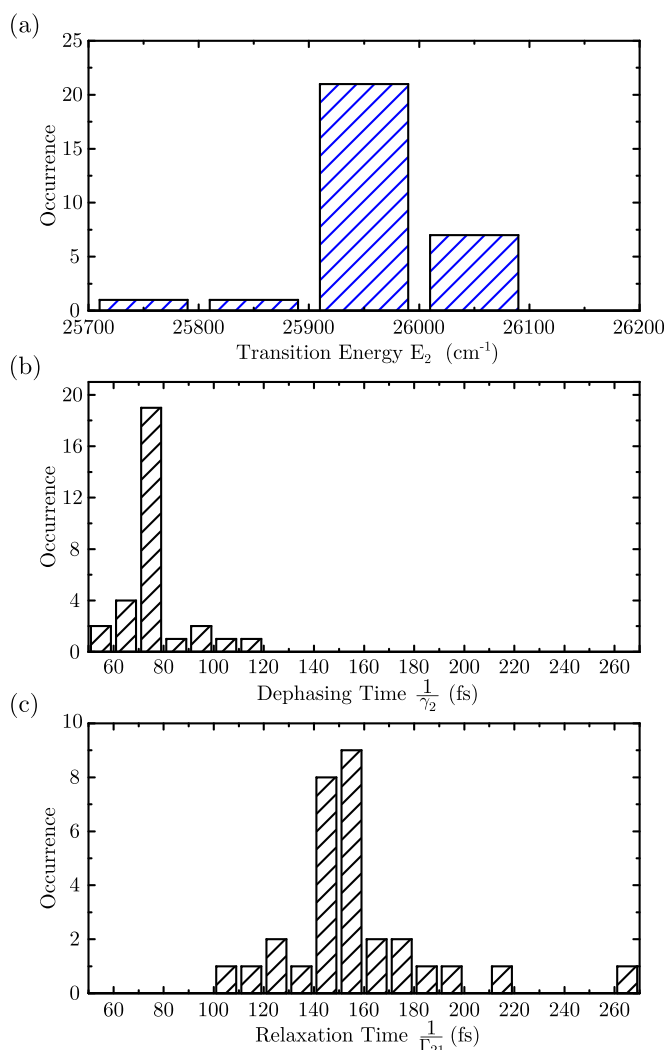 (a)
25
20
15
10
5
0
Occurrence
25700 25800 25900 26000 26100 26200
Transition Energy E₂ (cm⁻¹)
(b)
20
16
12
8
4
0
Occurrence
60 80 100 120 140 160 180 200 220 240 260
Dephasing Time 1/γ₂ (fs)
(c)
10
8
6
4
2
0
Occurrence
60 80 100 120 140 160 180 200 220 240 260
Relaxation Time 1/Γ₂₁ (fs)